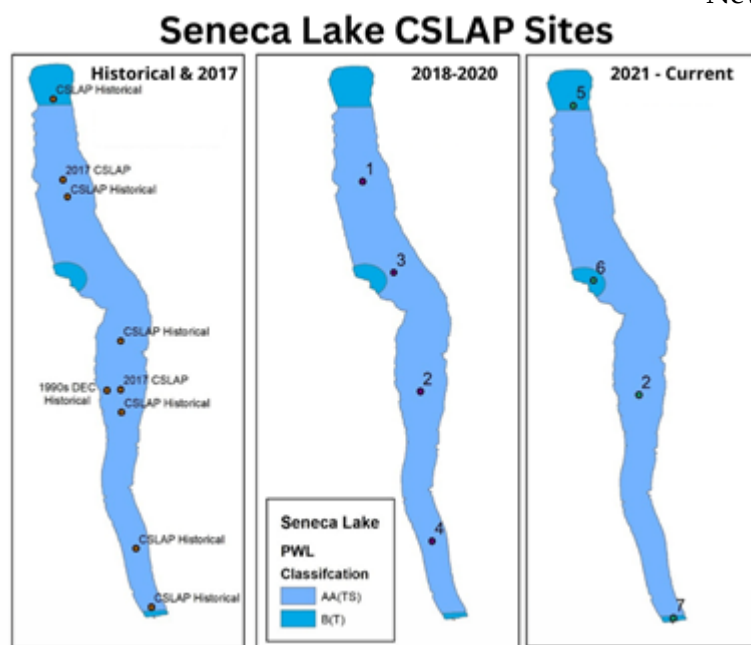 Nev
Seneca Lake CSLAP Sites
Historical & 2017
CSLAP Historical
2017 CSLAP
CSLAP Historical
CSLAP Historical
1990s DEC
Historical
2017 CSLAP
CSLAP Historical
CSLAP Historical
CSLAP Historical
2018-2020
1
3
2
4
Seneca Lake
PWL
Classifcation
AA(TS)
B(T)
2021 - Current
5
6
2
7